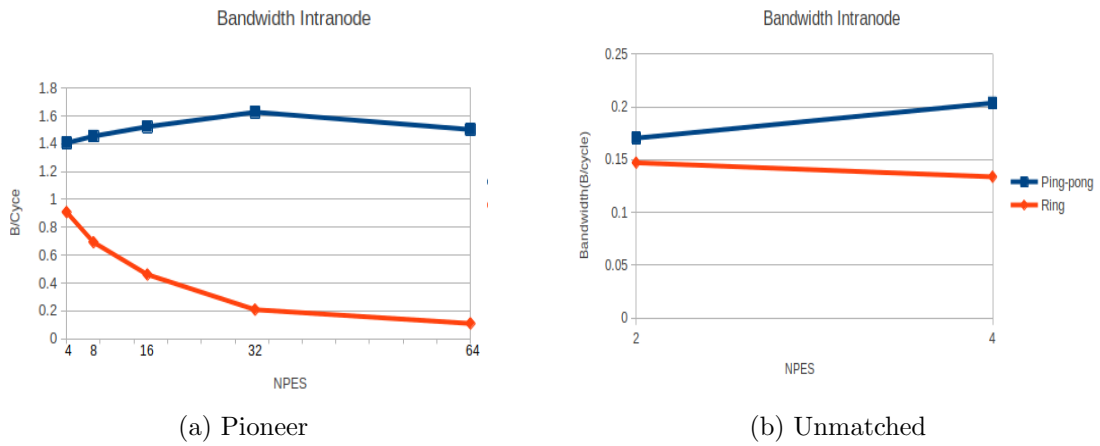 Bandwidth Intranode
1.8
1.6
1.4
1.2
1
0.8
0.6
0.4
0.2
0
B/Cyce
4 8 16 32 64
NPES
(a) Pioneer
Bandwidth Intranode
0.25
0.2
0.15
0.1
0.05
0
Bandwidth(B/cycle)
2 4
NPES
Ping-pong
Ring
(b) Unmatched